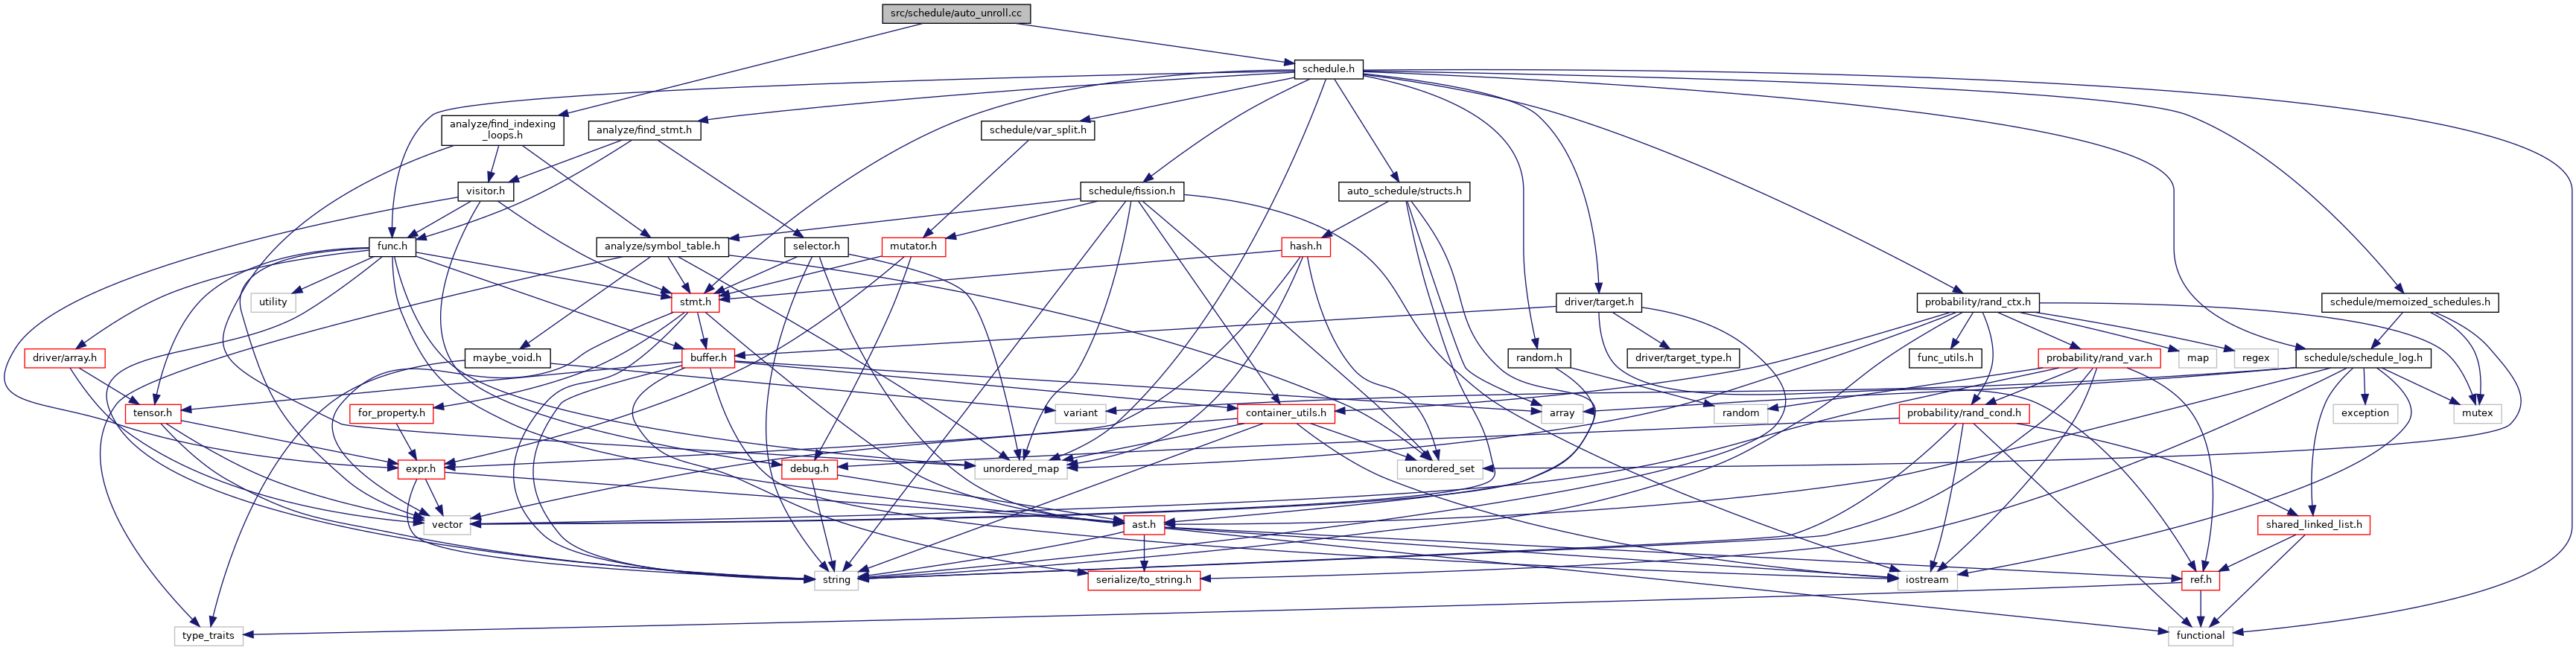 src/schedule/auto_unroll.cc
schedule.h
analyze/find_indexing
_loops.h
analyze/find_stmt.h
schedule/var_split.h
visitor.h
schedule/fission.h
auto_schedule/structs.h
func.h
analyze/symbol_table.h
selector.h
mutator.h
hash.h
utility
stmt.h
driver/target.h
probability/rand_ctx.h
schedule/memoized_schedules.h
driver/array.h
maybe_void.h
buffer.h
random.h
driver/target_type.h
func_utils.h
probability/rand_var.h
map
regex
schedule/schedule_log.h
tensor.h
for_property.h
variant
container_utils.h
array
random
probability/rand_cond.h
exception
mutex
expr.h
debug.h
unordered_map
unordered_set
vector
ast.h
shared_linked_list.h
string
serialize/to_string.h
iostream
ref.h
type_traits
functional